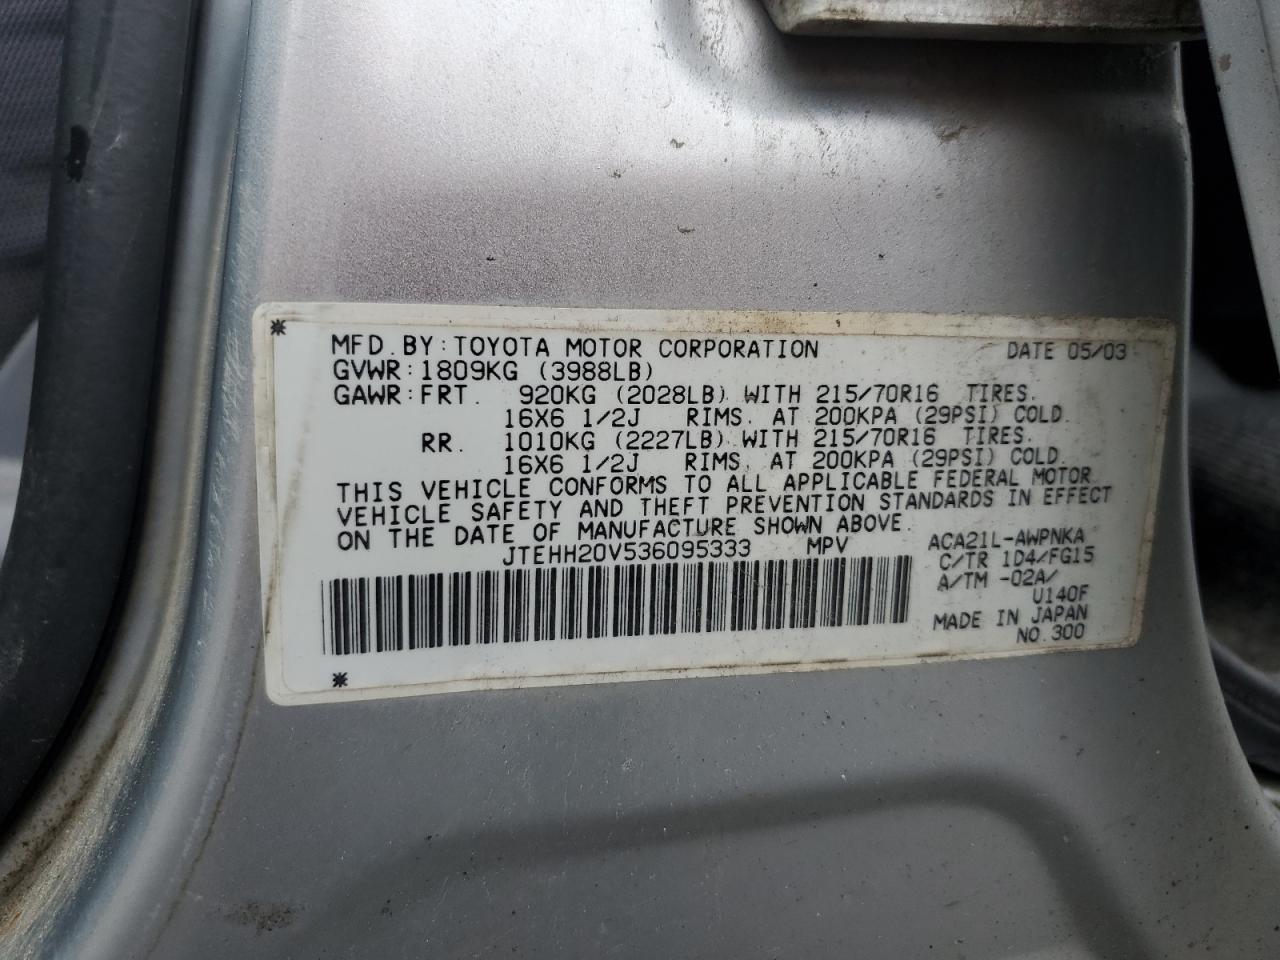 MFD. BY: TOYOTA MOTOR CORPORATION DATE 05/03
GVWR: 1809KG (3988LB)
GAWR: FRT. 920KG (2028LB) WITH 215/70R16 TIRES.
16X6 1/2J RIMS. AT 200KPA (29PSI) COLD.
RR. 1010KG (2227LB) WITH 215/70R16 TIRES.
16X6 1/2J RIMS. AT 200KPA (29PSI) COLD.
THIS VEHICLE CONFORMS TO ALL APPLICABLE FEDERAL MOTOR
VEHICLE SAFETY AND THEFT PREVENTION STANDARDS IN EFFECT
ON THE DATE OF MANUFACTURE SHOWN ABOVE.
JTEHH20V536095333 MPV
ACA21L-AWPNKA
C/TR 1D4/FG15
A/TM -02A/
U140F
MADE IN JAPAN
NO.300